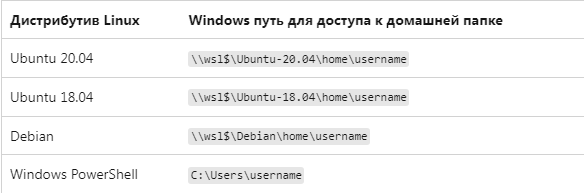 Дистрибутив Linux Windows путь для доступа к домашней папке
Ubuntu 20.04 \\wsl$\Ubuntu-20.04\home\username
Ubuntu 18.04 \\wsl$\Ubuntu-18.04\home\username
Debian \\wsl$\Debian\home\username
Windows PowerShell C:\Users\username